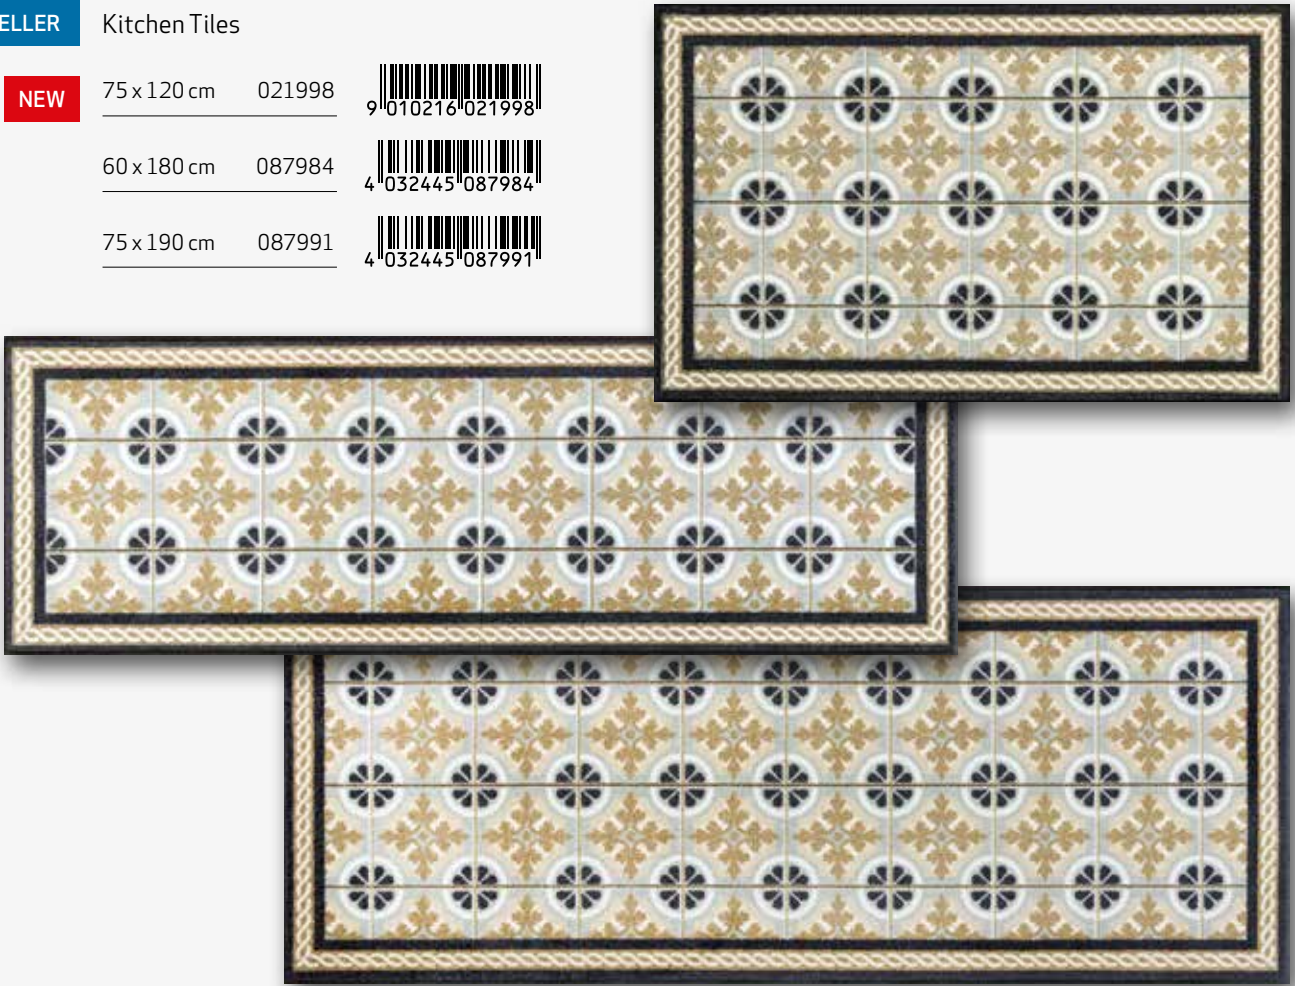 ELLER Kitchen Tiles
NEW 75 x 120 cm 021998 9 010216 021998
60 x 180 cm 087984 4 032445 087984
75 x 190 cm 087991 4 032445 087991